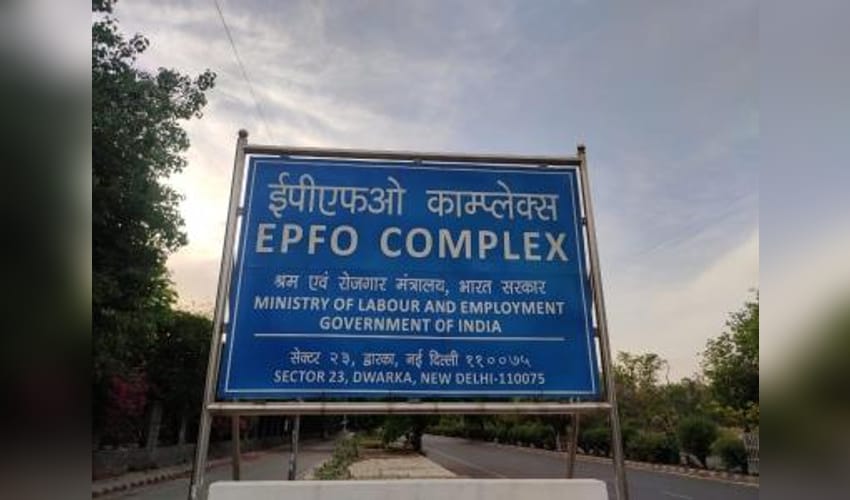 ईपीएफओ काम्प्लेक्स
EPFO COMPLEX
श्रम एवं रोजगार मंत्रालय, भारत सरकार
MINISTRY OF LABOUR AND EMPLOYMENT
GOVERNMENT OF INDIA
सेक्टर २३, द्वारका, नई दिल्ली ११००७५
SECTOR 23, DWARKA, NEW DELHI-110075